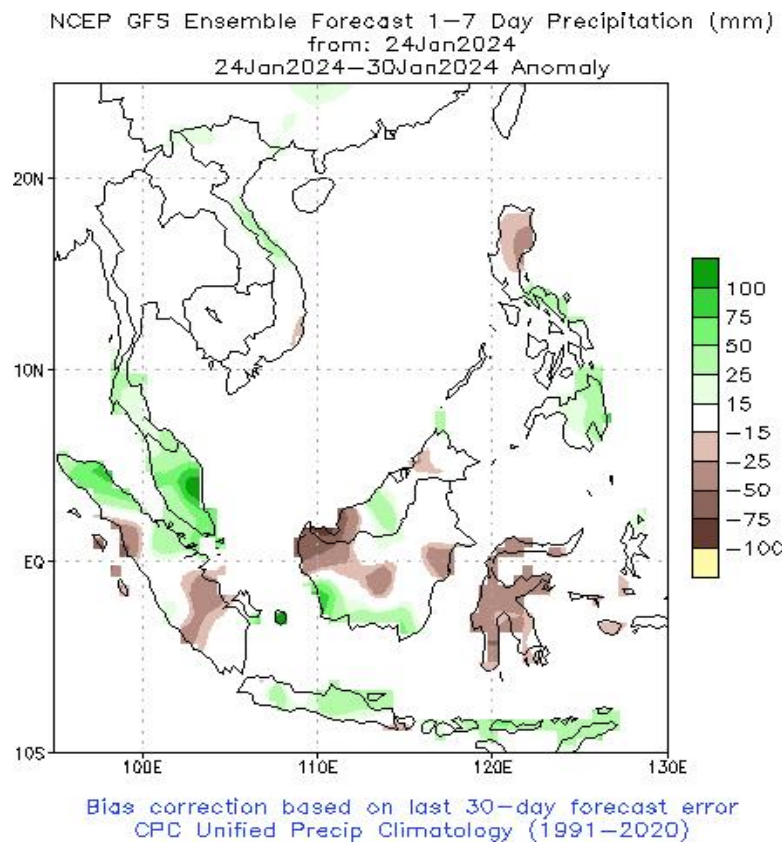 NCEP GFS Ensemble Forecast 1-7 Day Precipitation (mm)
from: 24Jan2024
24Jan2024-30Jan2024 Anomaly
20N
10N
EQ
10S
100E
110E
120E
130E
100
75
50
25
15
-15
-25
-50
-75
-100
Bias correction based on last 30-day forecast error
CPC Unified Precip Climatology (1991-2020)